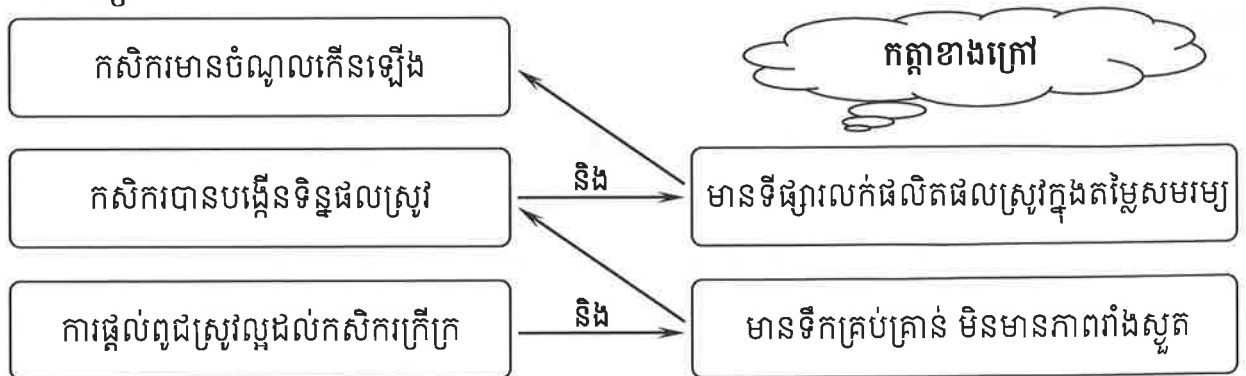 កសិករមានចំណូលកើនឡើង
កត្តាខាងក្រៅ
កសិករបានបង្កើនទិន្នផលស្រូវ
និង
មានទីផ្សារលក់ផលិតផលស្រូវក្នុងតម្លៃសមរម្យ
ការផ្តល់ពូជស្រូវល្អដល់កសិករក្រីក្រ
និង
មានទឹកគ្រប់គ្រាន់ មិនមានភាពរាំងស្ងួត